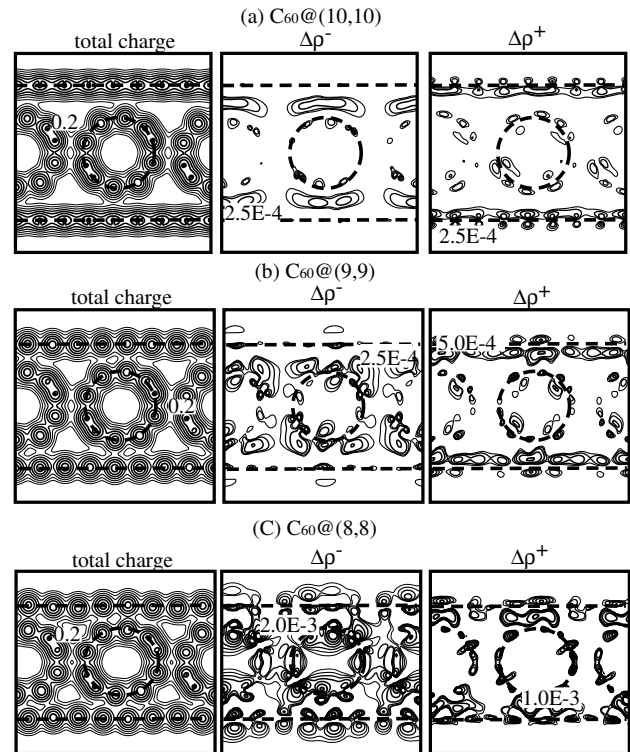 (a) C60@(10,10)
total charge Δρ- Δρ+
0.2
2.5E-4
2.5E-4
(b) C60@(9,9)
total charge Δρ- Δρ+
0.2
2.5E-4
5.0E-4
(C) C60@(8,8)
total charge Δρ- Δρ+
0.2
2.0E-3
1.0E-3